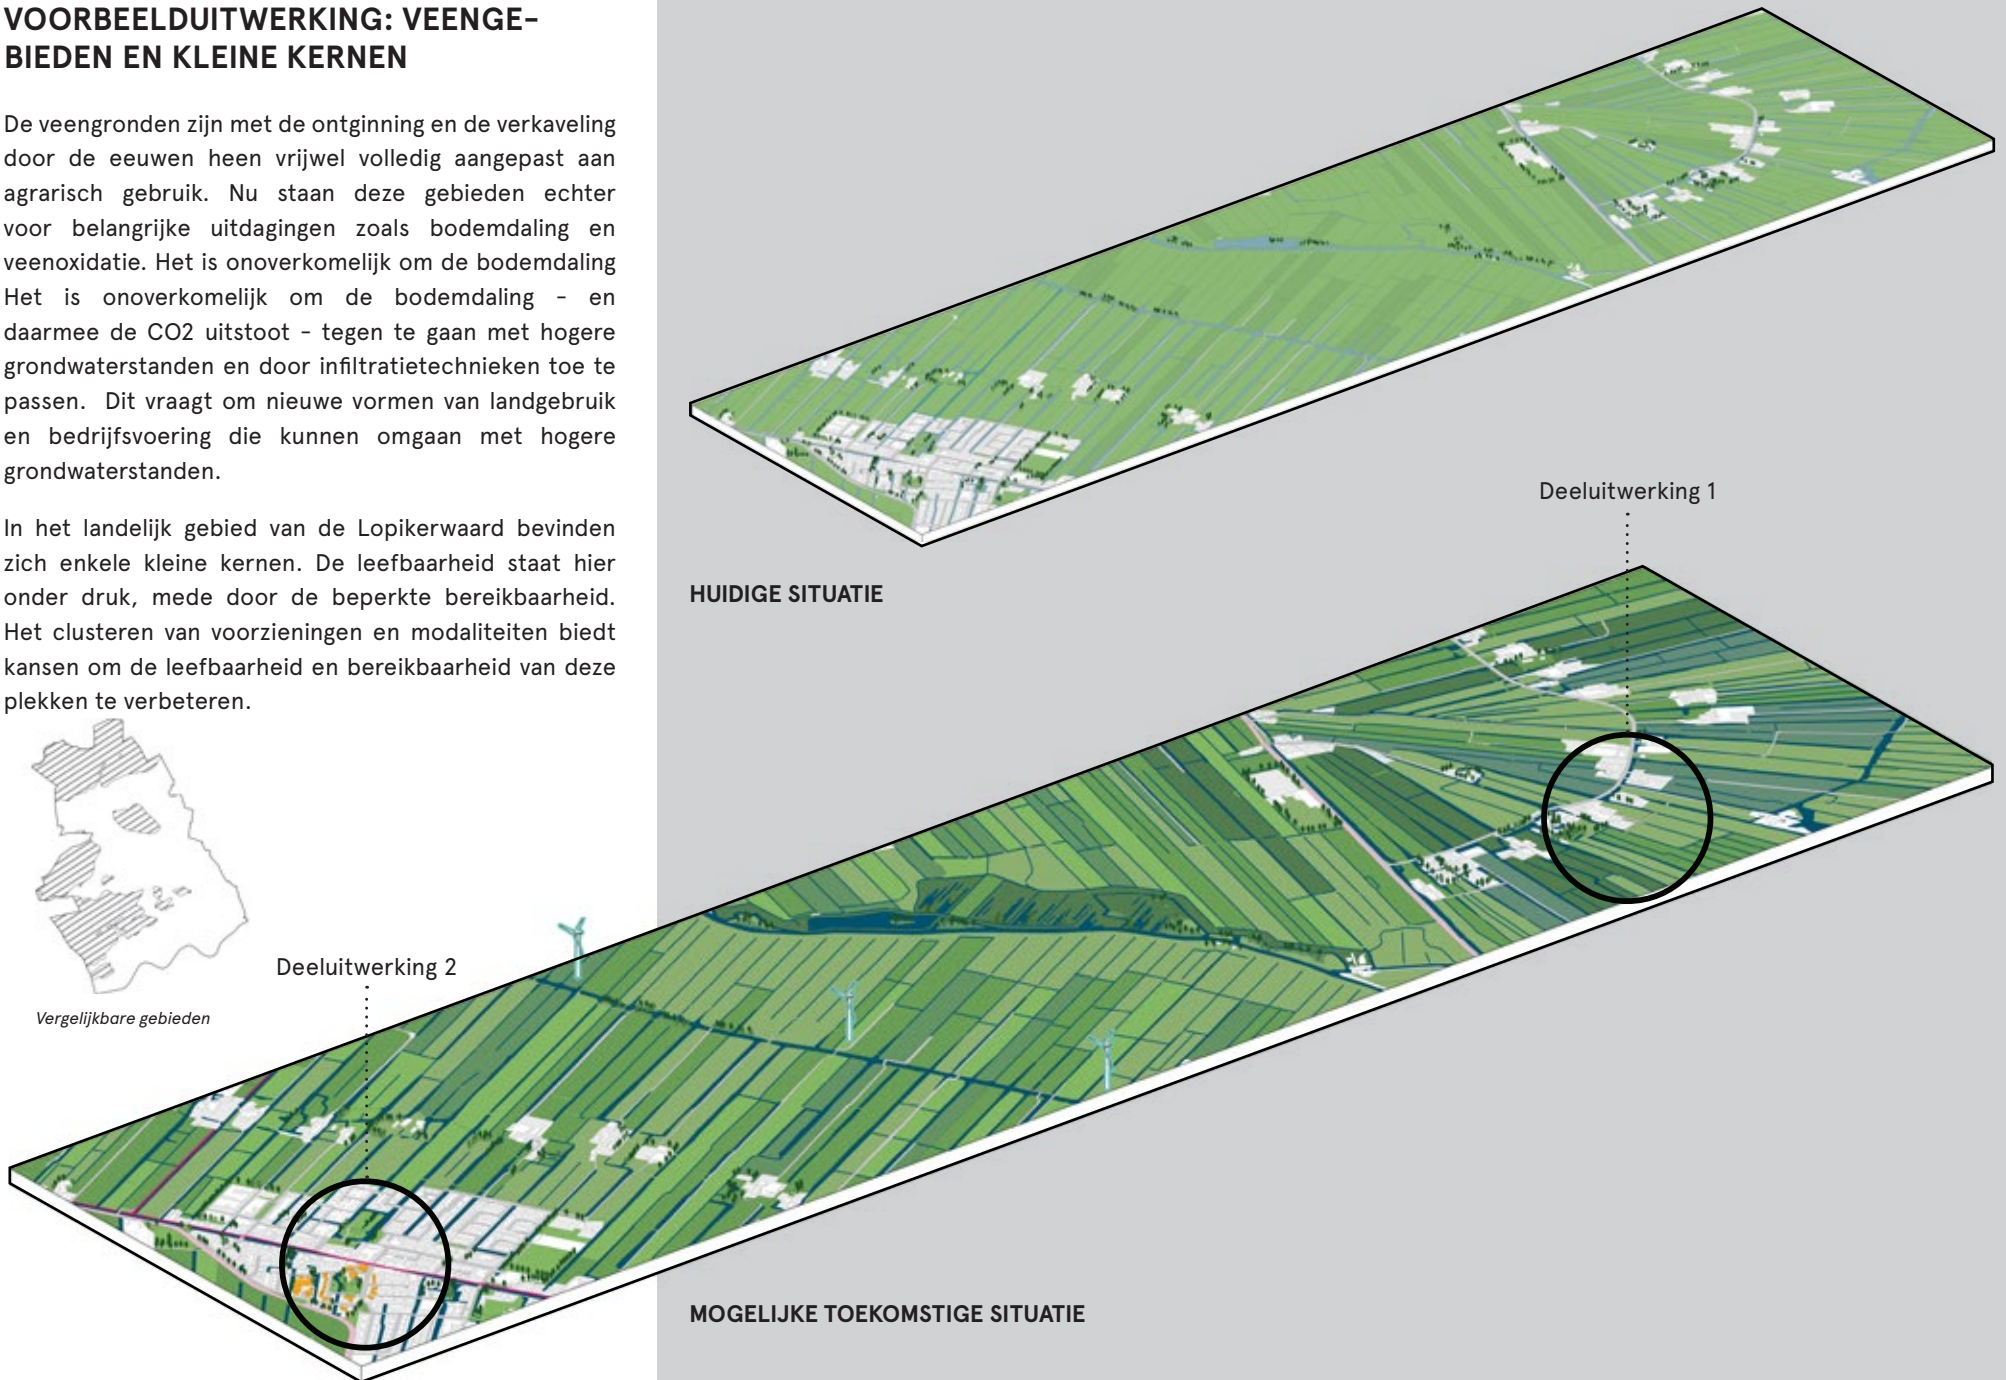 VOORBEELDUITWERKING: VEENGE-
BIEDEN EN KLEINE KERNEN
De veengronden zijn met de ontginning en de verkaveling
door de eeuwen heen vrijwel volledig aangepast aan
agrarisch gebruik. Nu staan deze gebieden echter
voor belangrijke uitdagingen zoals bodemdaling en
veenoxidatie. Het is onoverkomelijk om de bodemdaling
Het is onoverkomelijk om de bodemdaling - en
daarmee de CO2 uitstoot - tegen te gaan met hogere
grondwaterstanden en door infiltratietechnieken toe te
passen. Dit vraagt om nieuwe vormen van landgebruik
en bedrijfsvoering die kunnen omgaan met hogere
grondwaterstanden.
In het landelijk gebied van de Lopikerwaard bevinden
zich enkele kleine kernen. De leefbaarheid staat hier
onder druk, mede door de beperkte bereikbaarheid.
Het clusteren van voorzieningen en modaliteiten biedt
kansen om de leefbaarheid en bereikbaarheid van deze
plekken te verbeteren.
Vergelijkbare gebieden
HUIDIGE SITUATIE
Deeluitwerking 1
Deeluitwerking 2
MOGELIJKE TOEKOMSTIGE SITUATIE